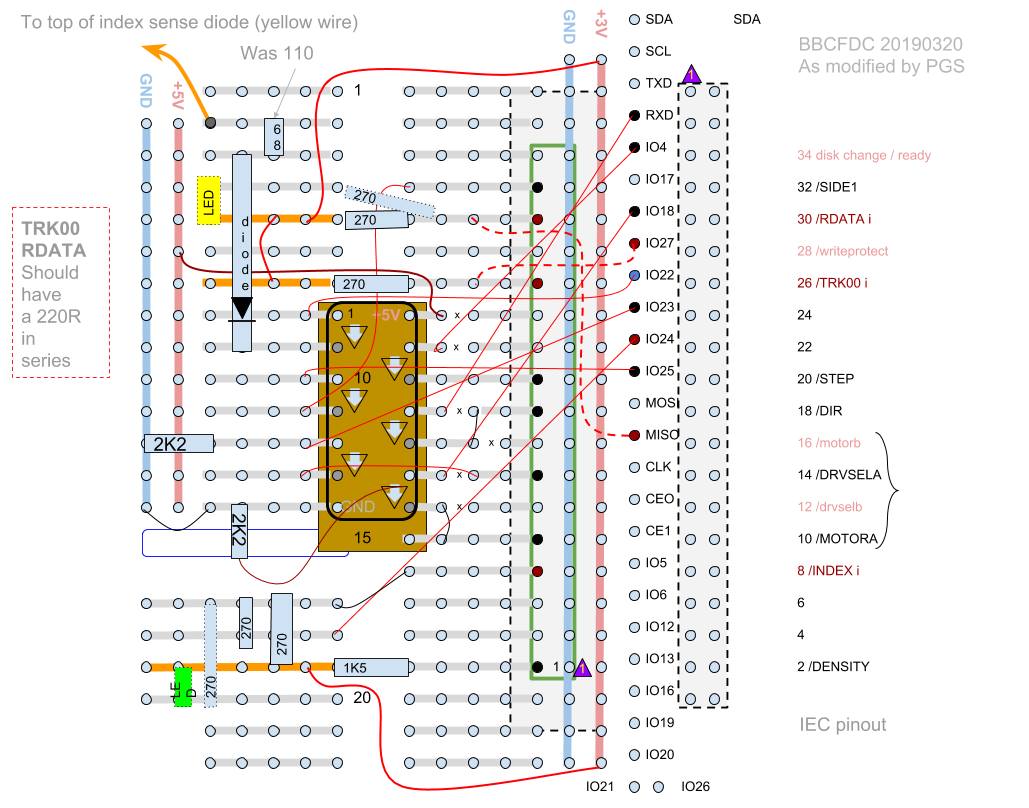 To top of index sense diode (yellow wire)
Was 110
GND
+5V
GND
+3V
SDA
SDA
BBCFDC 20190320
As modified by PGS
SCL
TXD
1
1
RXD
6
8
IO4
34 disk change / ready
IO17
32 /SIDE1
LED
diode
270
270
IO18
30 /RDATA i
TRK00
RDATA
Should
have
a 220R
in
series
IO27
28 /writeprotect
270
IO22
26 /TRK00 i
1
+5V
x
IO23
24
x
IO24
22
10
IO25
20 /STEP
x
MOSI
18 /DIR
2K2
x
MISO
16 /motorb
x
CLK
14 /DRVSELA
GND
x
CEO
12 /drvselb
2K2
15
CE1
10 /MOTORA
IO5
8 /INDEX i
IO6
6
270
270
IO12
4
1K5
1
1
IO13
2 /DENSITY
LE
D
270
20
IO16
IO19
IEC pinout
IO20
IO21
IO26